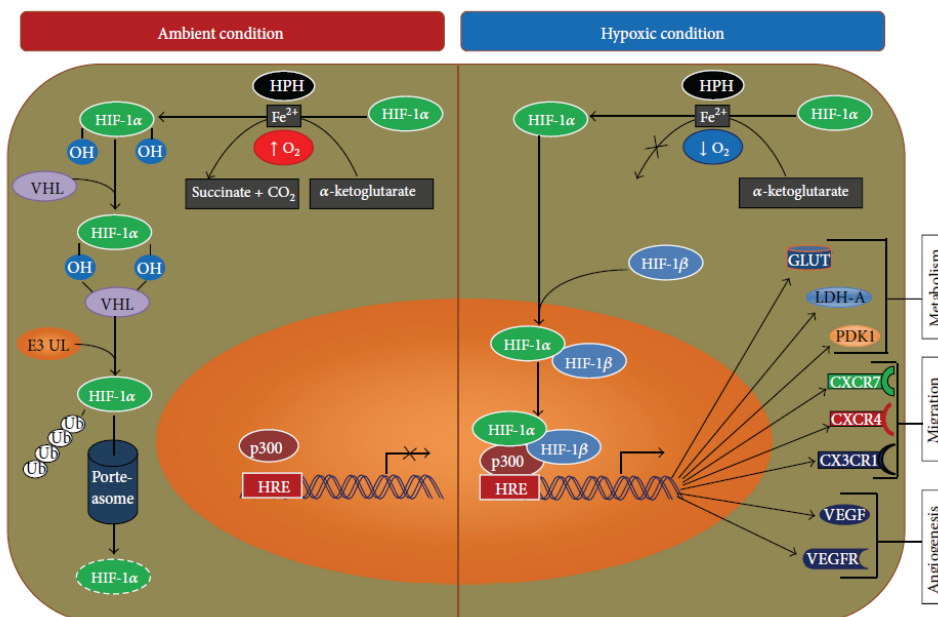 Ambient condition
Hypoxic condition
HPH
Fe2+
HIF-1α
HIF-1α
OH
OH
↑ O2
Succinate + CO2
α-ketoglutarate
VHL
HIF-1α
OH
OH
VHL
E3 UL
HIF-1α
Ub
Ub
Ub
Ub
Porte-
asome
HIF-1α
p300
HRE
HPH
Fe2+
HIF-1α
HIF-1α
↓ O2
α-ketoglutarate
HIF-1β
HIF-1α
HIF-1β
HIF-1α
HIF-1β
p300
HRE
GLUT
LDH-A
PDK1
Metabolism
CXCR7
CXCR4
CX3CR1
Migration
VEGF
VEGFR
Angiogenesis